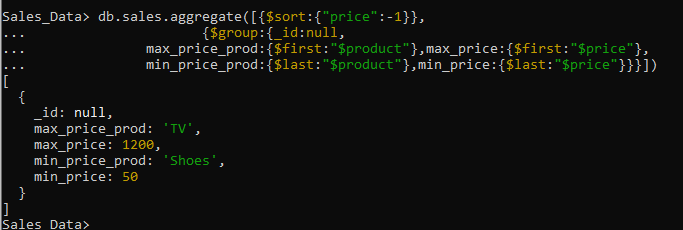 Sales_Data> db.sales.aggregate([{$sort:{"price":-1}},
... {$group:{_id:null,
... max_price_prod:{$first:"$product"},max_price:{$first:"$price"},
... min_price_prod:{$last:"$product"},min_price:{$last:"$price"}}}])
[
{
_id: null,
max_price_prod: 'TV',
max_price: 1200,
min_price_prod: 'Shoes',
min_price: 50
}
]
Sales_Data>